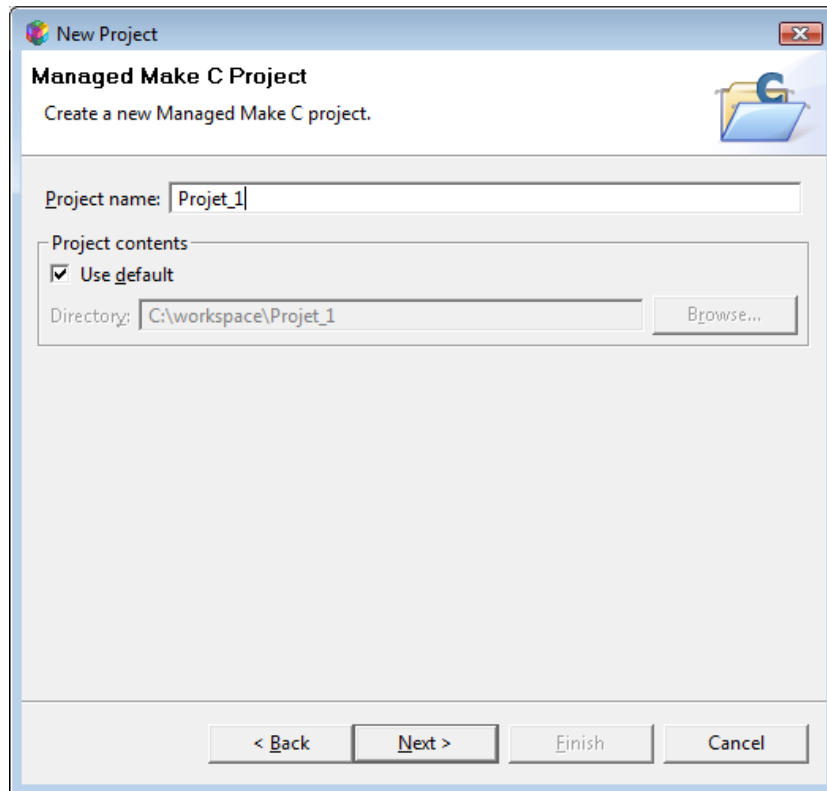 New Project
Managed Make C Project
Create a new Managed Make C project.
Project name: Projet_1
Project contents
Use default
Directory: C:\workspace\Projet_1 Browse...
< Back Next > Finish Cancel